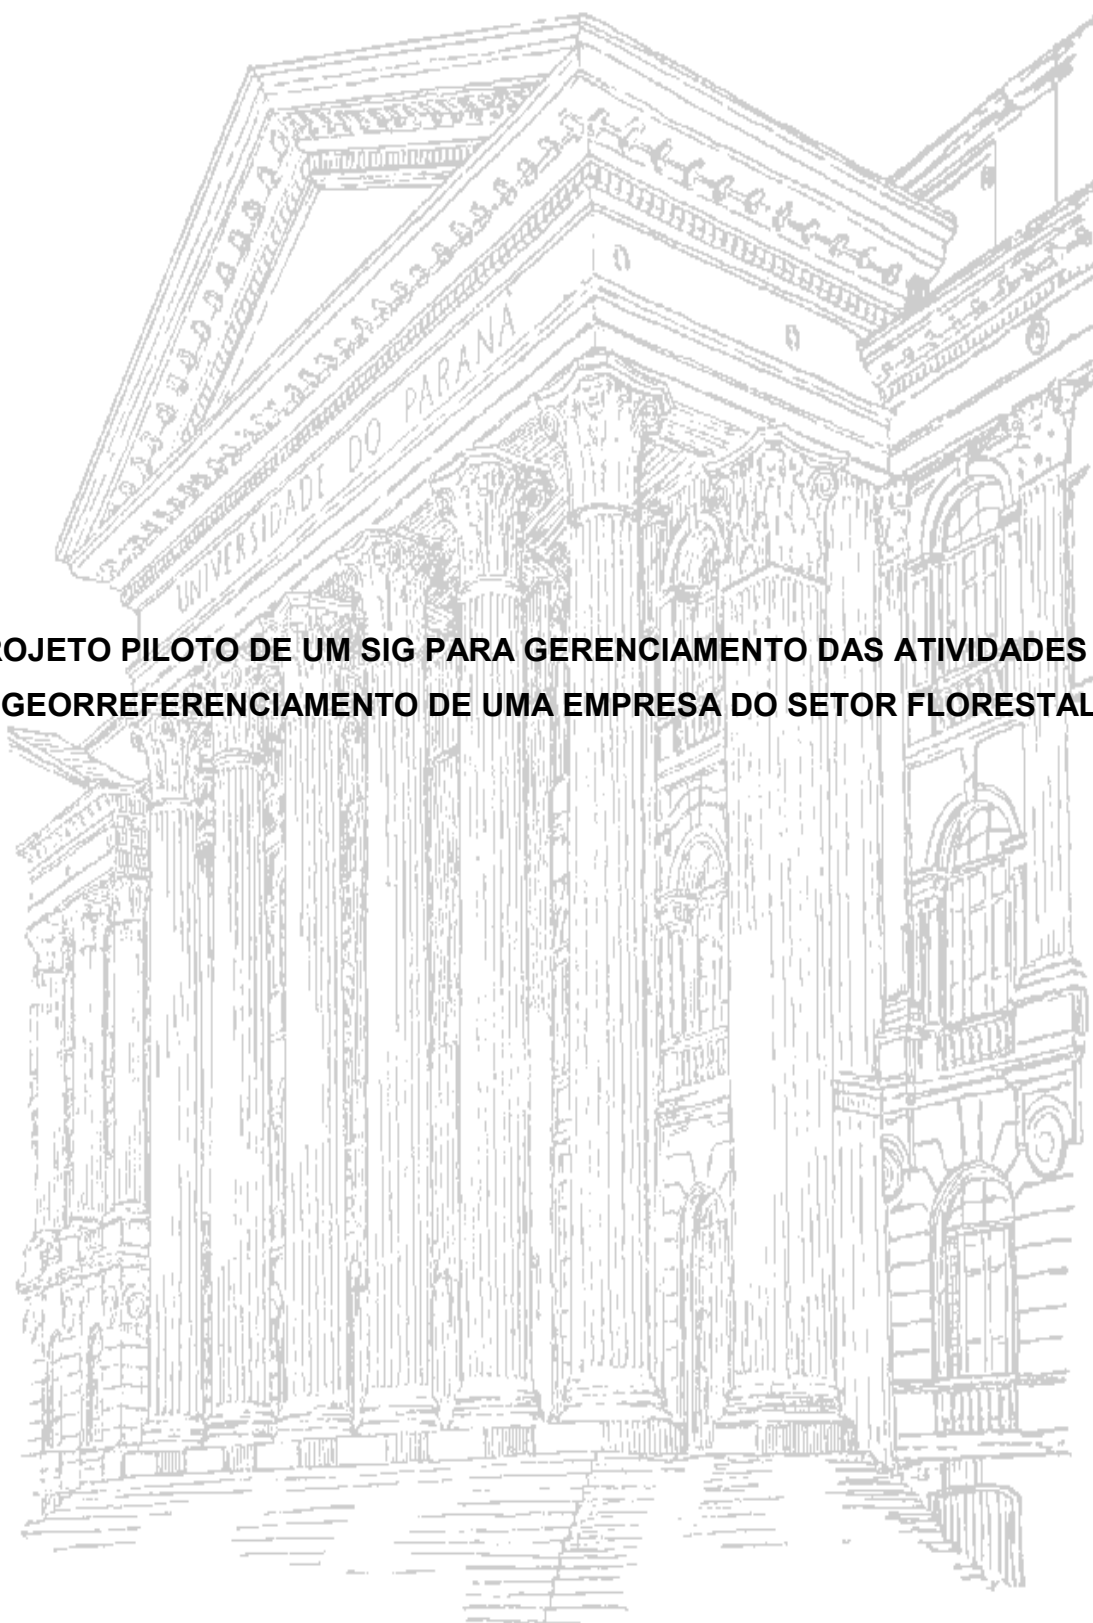 UNIVERSIDADE DO PARANA
ROJETO PILOTO DE UM SIG PARA GERENCIAMENTO DAS ATIVIDADES
GEORREFERENCIAMENTO DE UMA EMPRESA DO SETOR FLORESTAL